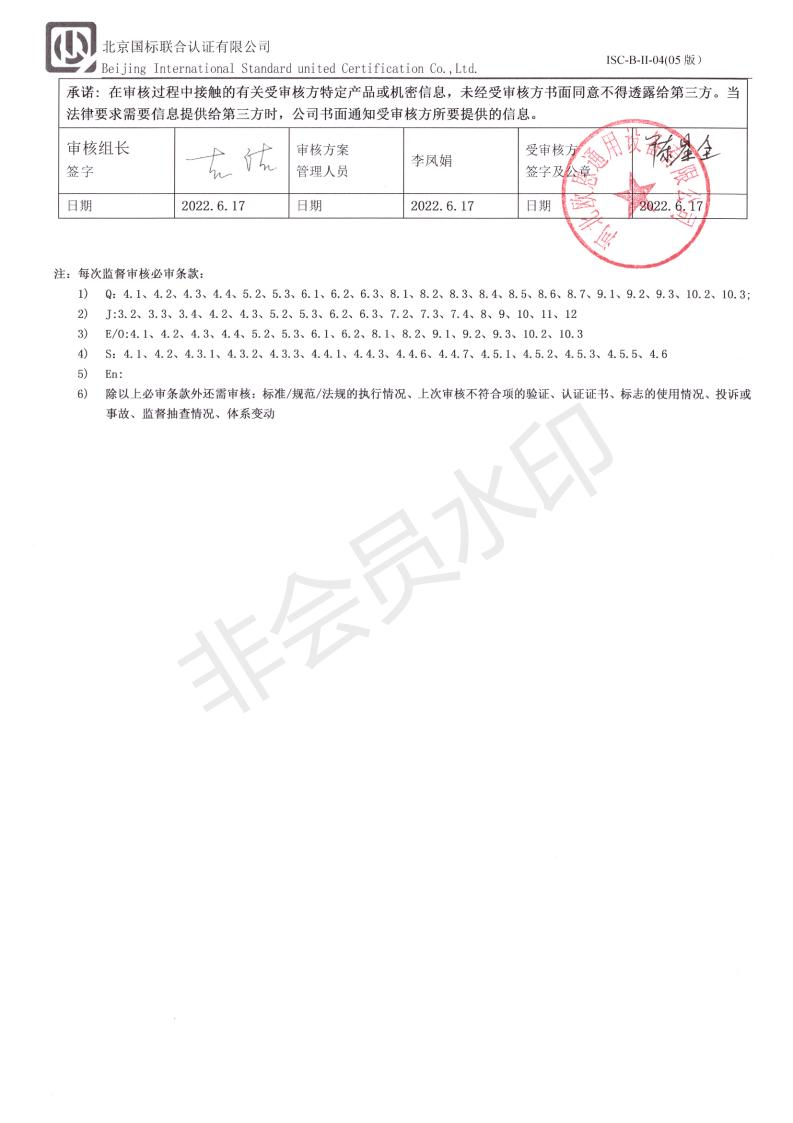 北京国标联合认证有限公司
Beijing International Standard united Certification Co.,Ltd.
ISC-B-II-04(05 版)
承诺: 在审核过程中接触的有关受审核方特定产品或机密信息, 未经受审核方书面同意不得透露给第三方。当
法律要求需要信息提供给第三方时, 公司书面通知受审核方所要提供的信息。
审核组长
签字
审核方案
管理人员
李凤娟
受审核方
签字及公章
河北欧恩通用设备有限公司
日期
2022.6.17
日期
2022.6.17
日期
2022.6.17
注: 每次监督审核必审条款:
1) Q: 4.1、4.2、4.3、4.4、5.2、5.3、6.1、6.2、6.3、8.1、8.2、8.3、8.4、8.5、8.6、8.7、9.1、9.2、9.3、10.2、10.3;
2) J:3.2、3.3、3.4、4.2、4.3、5.2、5.3、6.2、6.3、7.2、7.3、7.4、8、9、10、11、12
3) E/O:4.1、4.2、4.3、4.4、5.2、5.3、6.1、6.2、8.1、8.2、9.1、9.2、9.3、10.2、10.3
4) S: 4.1、4.2、4.3.1、4.3.2、4.3.3、4.4.1、4.4.3、4.4.6、4.4.7、4.5.1、4.5.2、4.5.3、4.5.5、4.6
5) En:
6) 除以上必审条款外还需审核: 标准/规范/法规的执行情况、上次审核不符合项的验证、认证证书、标志的使用情况、投诉或
事故、监督抽查情况、体系变动
非会员水印